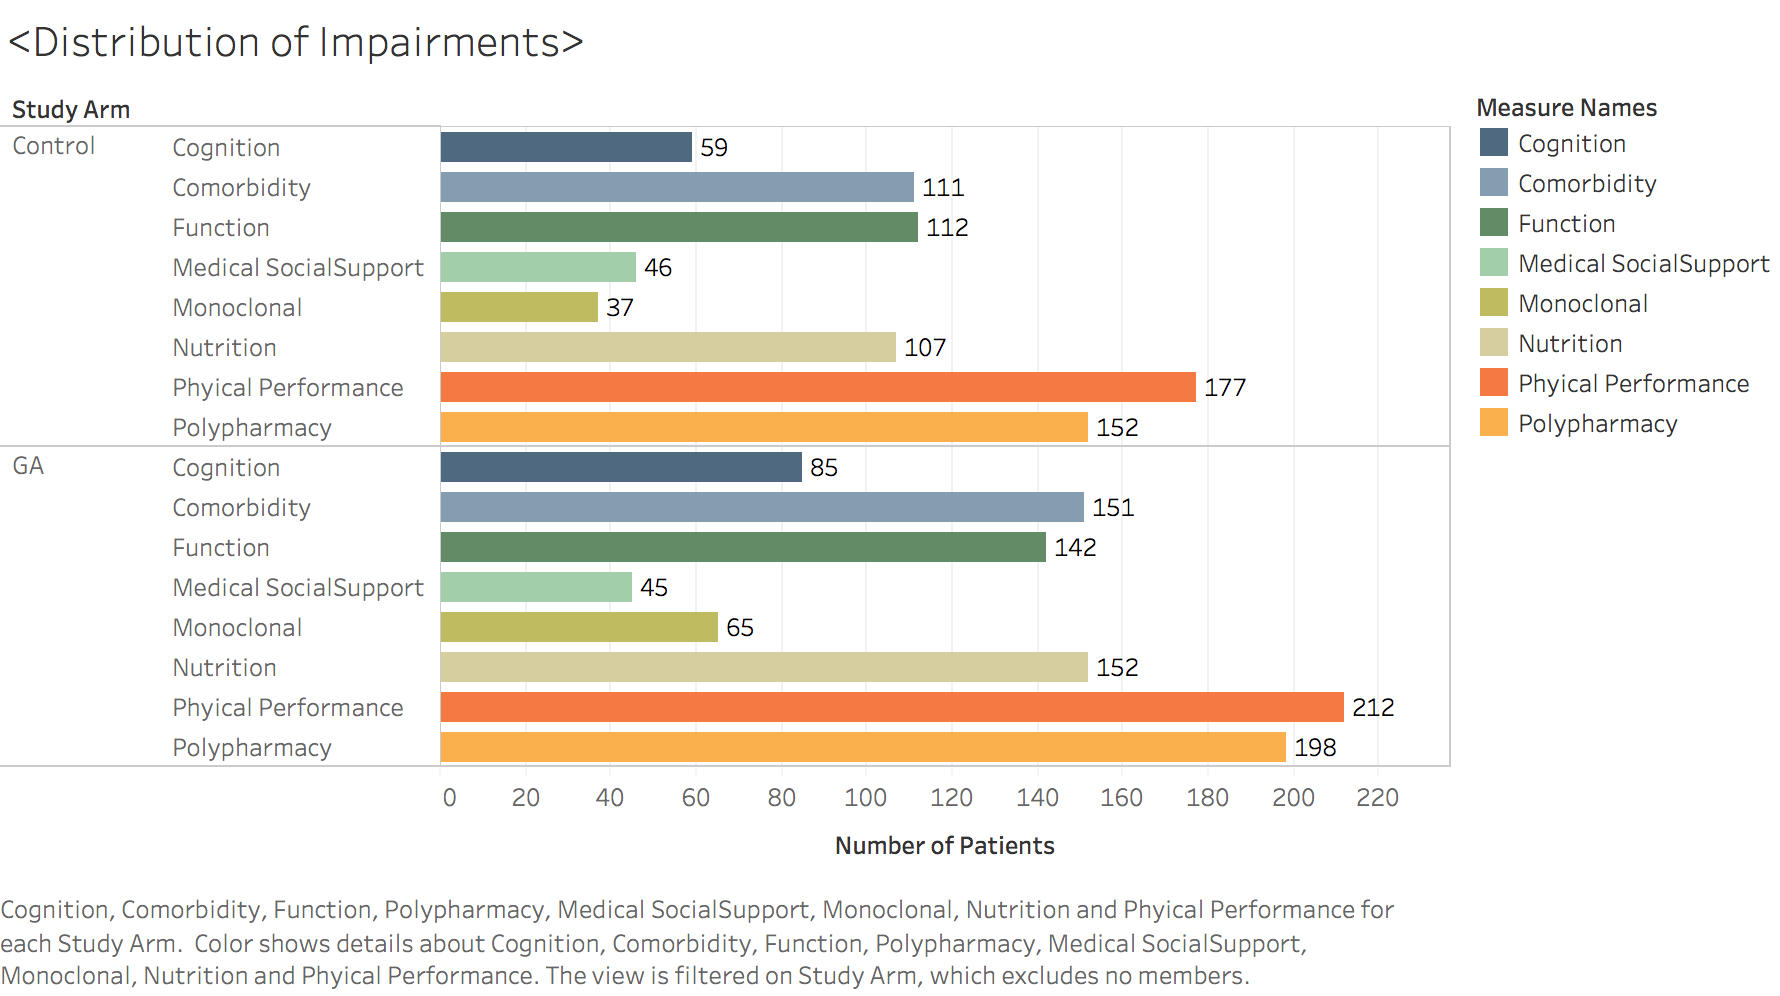 <Distribution of Impairments>
Study Arm
Control
Cognition 59
Comorbidity 111
Function 112
Medical SocialSupport 46
Monoclonal 37
Nutrition 107
Phyical Performance 177
Polypharmacy 152
GA
Cognition 85
Comorbidity 151
Function 142
Medical SocialSupport 45
Monoclonal 65
Nutrition 152
Phyical Performance 212
Polypharmacy 198
0 20 40 60 80 100 120 140 160 180 200 220
Number of Patients
Measure Names
Cognition
Comorbidity
Function
Medical SocialSupport
Monoclonal
Nutrition
Phyical Performance
Polypharmacy
Cognition, Comorbidity, Function, Polypharmacy, Medical SocialSupport, Monoclonal, Nutrition and Phyical Performance for
each Study Arm.  Color shows details about Cognition, Comorbidity, Function, Polypharmacy, Medical SocialSupport,
Monoclonal, Nutrition and Phyical Performance. The view is filtered on Study Arm, which excludes no members.